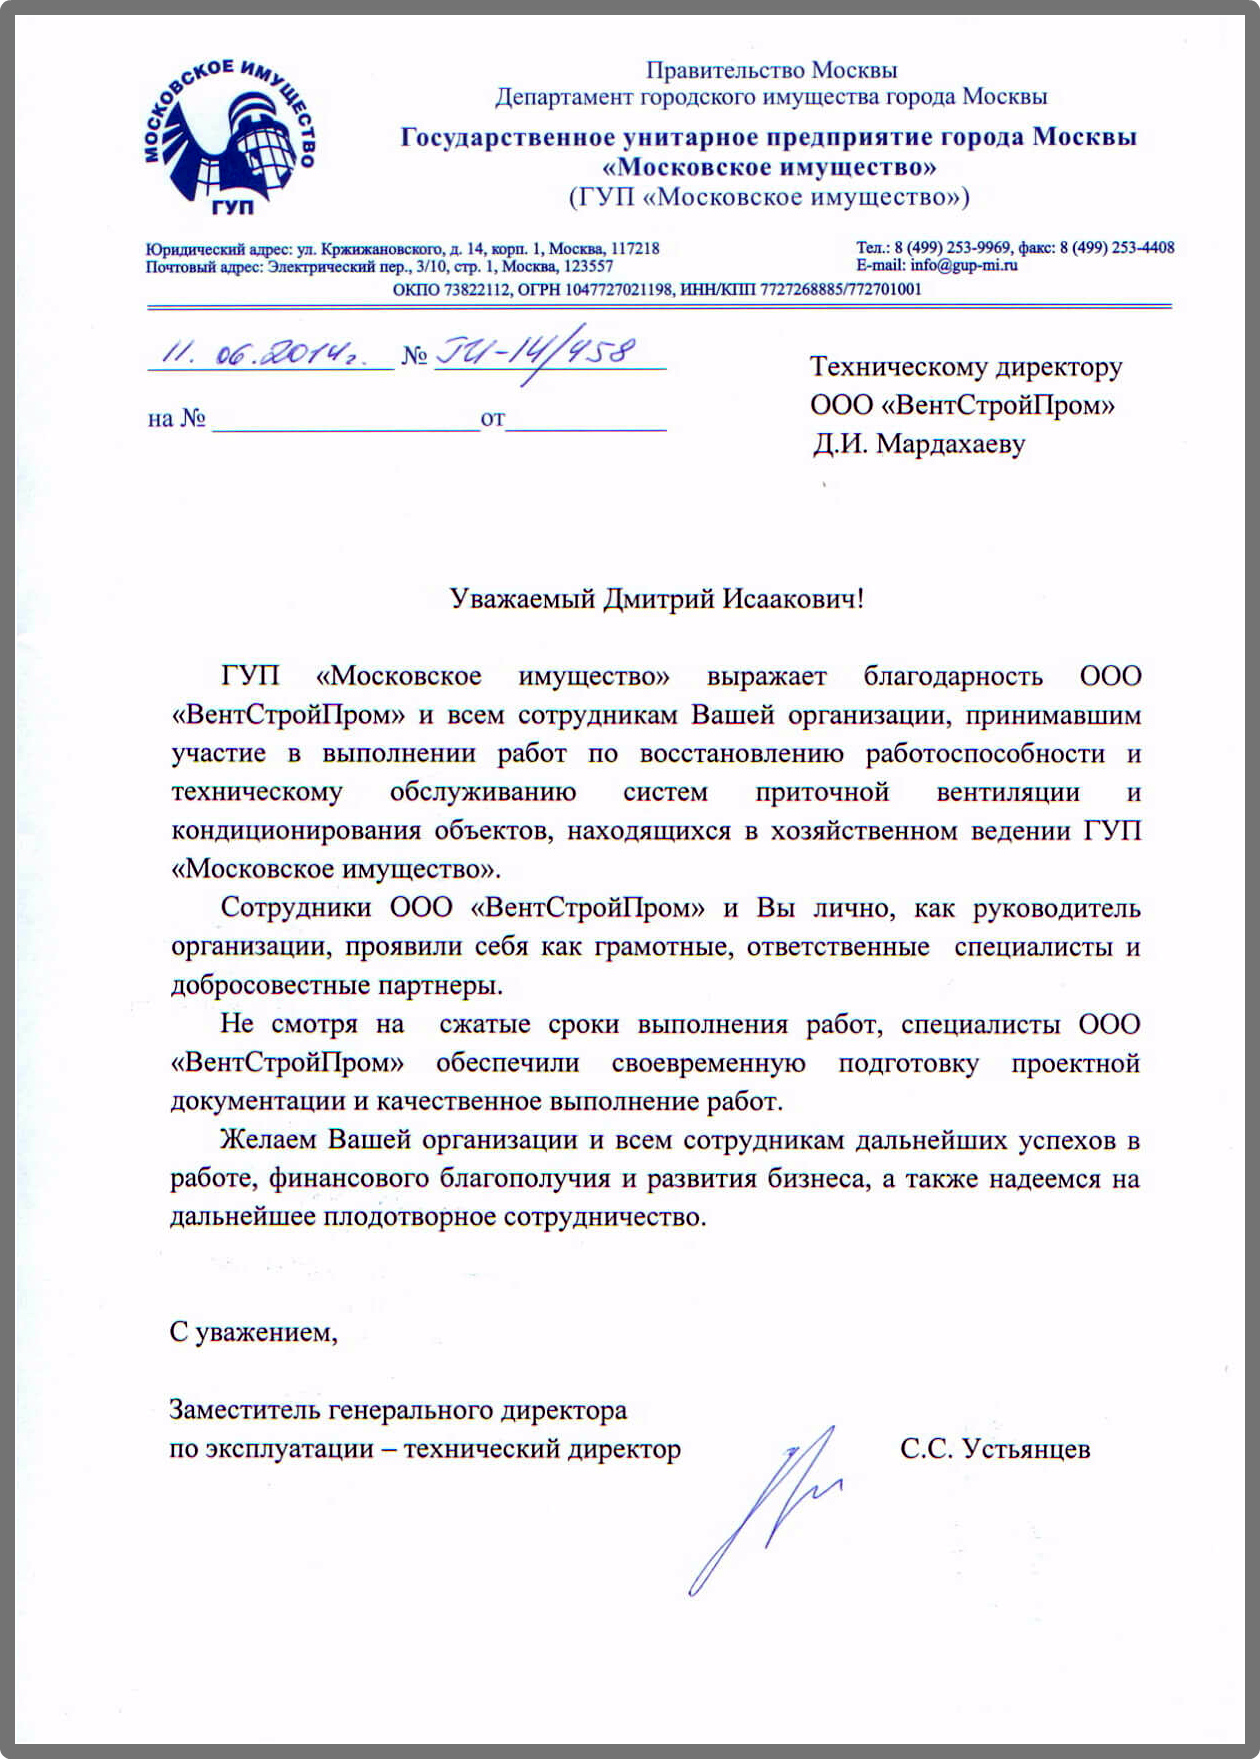 МОСКОВСКОЕ ИМУЩЕСТВО
ГУП
Правительство Москвы
Департамент городского имущества города Москвы
Государственное унитарное предприятие города Москвы
«Московское имущество»
(ГУП «Московское имущество»)
Юридический адрес: ул. Кржижановского, д. 14, корп. 1, Москва, 117218
Почтовый адрес: Электрический пер., 3/10, стр. 1, Москва, 123557
Тел.: 8 (499) 253-9969, факс: 8 (499) 253-4408
E-mail: info@gup-mi.ru
ОКПО 73822112, ОГРН 1047727021198, ИНН/КПП 7727268885/772701001
11. 06.2014г. № ГИ-14/458
на № от
Техническому директору
ООО «ВентСтройПром»
Д.И. Мардахаеву
Уважаемый Дмитрий Исаакович!
ГУП «Московское имущество» выражает благодарность ООО
«ВентСтройПром» и всем сотрудникам Вашей организации, принимавшим
участие в выполнении работ по восстановлению работоспособности и
техническому обслуживанию систем приточной вентиляции и
кондиционирования объектов, находящихся в хозяйственном ведении ГУП
«Московское имущество».
Сотрудники ООО «ВентСтройПром» и Вы лично, как руководитель
организации, проявили себя как грамотные, ответственные специалисты и
добросовестные партнеры.
Не смотря на сжатые сроки выполнения работ, специалисты ООО
«ВентСтройПром» обеспечили своевременную подготовку проектной
документации и качественное выполнение работ.
Желаем Вашей организации и всем сотрудникам дальнейших успехов в
работе, финансового благополучия и развития бизнеса, а также надеемся на
дальнейшее плодотворное сотрудничество.
С уважением,
Заместитель генерального директора
по эксплуатации – технический директор
С.С. Устьянцев